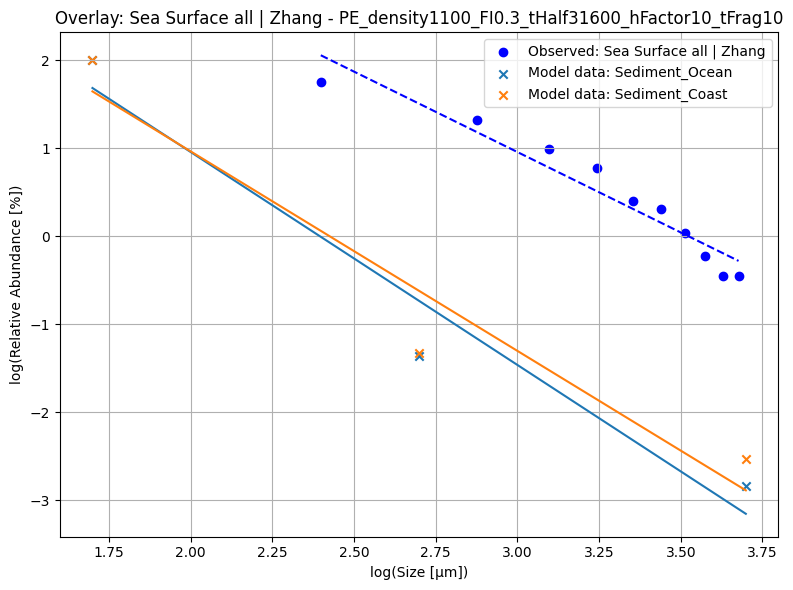 Overlay: Sea Surface all | Zhang - PE_density1100_FI0.3_tHalf31600_hFactor10_tFrag10
Observed: Sea Surface all | Zhang
Model data: Sediment_Ocean
Model data: Sediment_Coast
log(Relative Abundance [%])
2
1
0
−1
−2
−3
1.75
2.00
2.25
2.50
2.75
3.00
3.25
3.50
3.75
log(Size [μm])